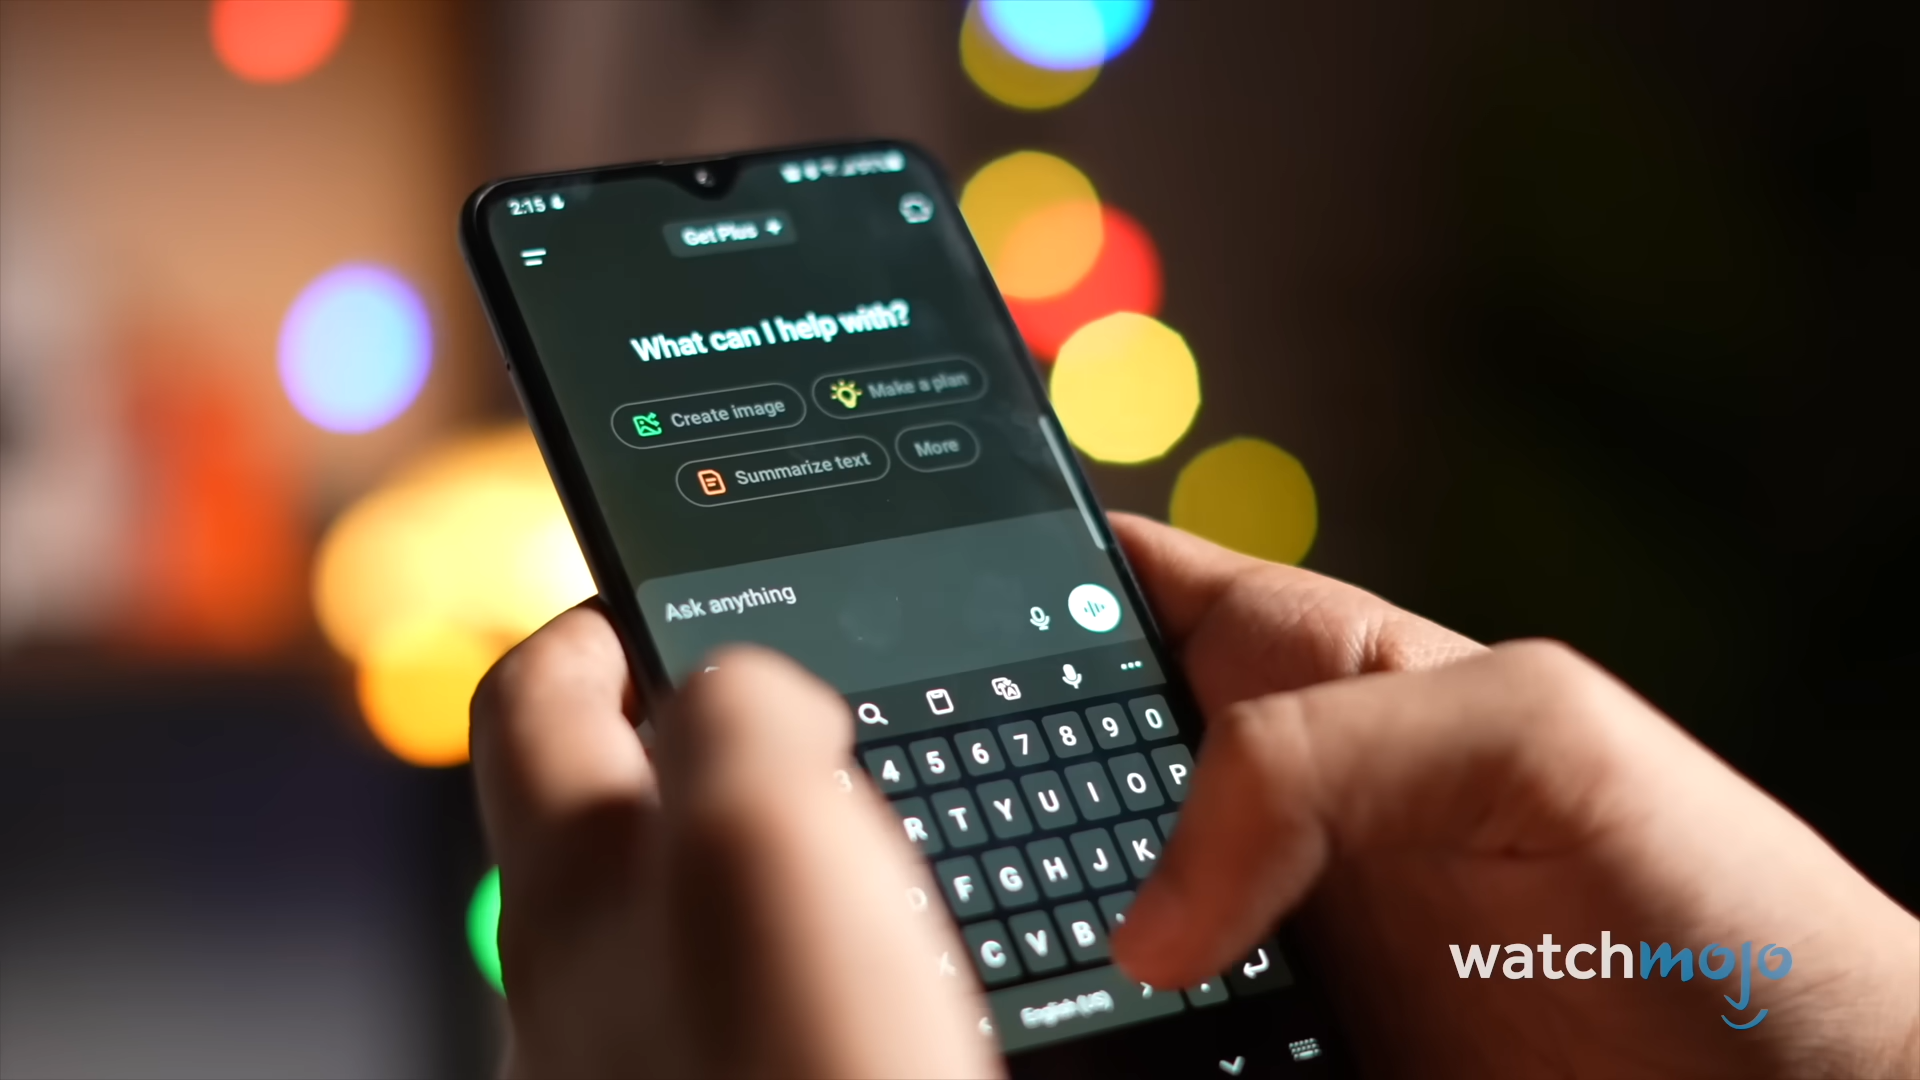 2:15
Get Plus +
What can I help with?
Create image
Make a plan
Summarize text
More
Ask anything
4 5 6 7 8 9 0
R T Y U I O P
F G H J K
C V B
English (US)
watchmojo